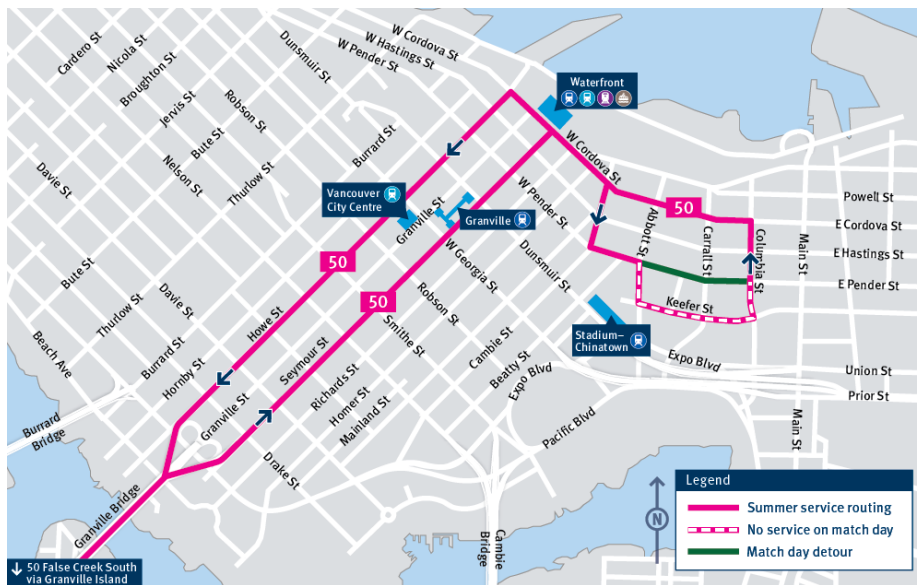 W Cordova St
W Hastings St
W Pender St
Dunsmuir St
Cardero St
Nicola St
Broughton St
Jervis St
Bute St
Robson St
Thurlow St
Burrard St
Nelson St
Davie St
Waterfront
W Cordova St
Vancouver
City Centre
Granville St
Granville
W Pender St
Dunsmuir St
W Georgia St
Robson St
Smithe St
Cambie St
Beatty St
Expo Blvd
Abbott St
Carrall St
Columbia St
Main St
50
Powell St
E Cordova St
E Hastings St
E Pender St
Keefer St
Stadium–
Chinatown
Expo Blvd
Union St
Prior St
Main St
Pacific Blvd
50
50
Howe St
Seymour St
Richards St
Homer St
Mainland St
Bute St
Thurlow St
Davie St
Burrard St
Hornby St
Beach Ave
Granville St
Drake St
Burrard
Bridge
Granville Bridge
Cambie
Bridge
N
Legend
Summer service routing
No service on match day
Match day detour
50 False Creek South
via Granville Island